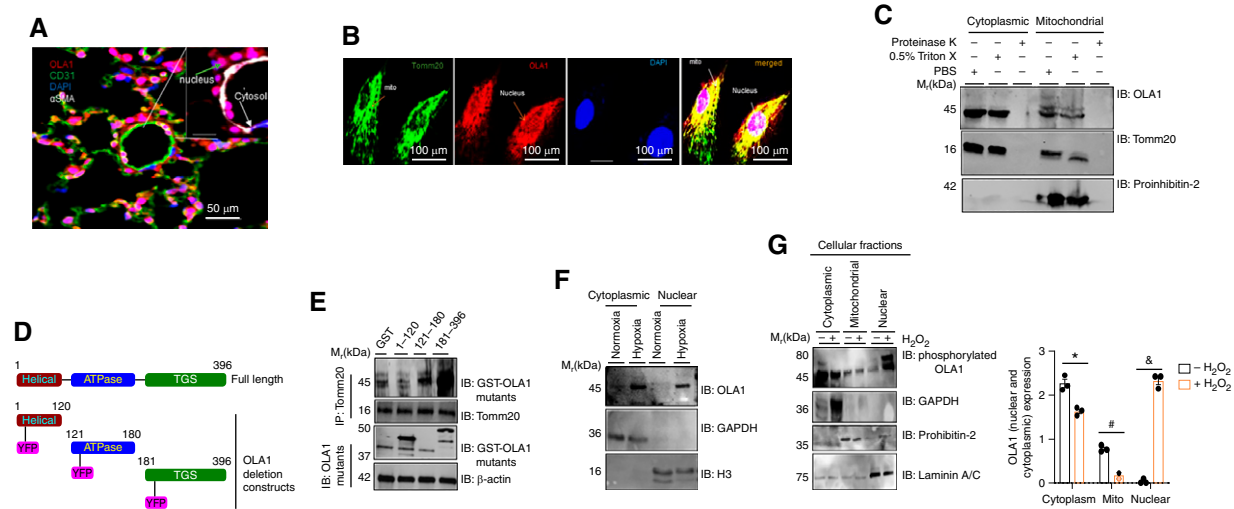 A
OLA1
CD31
DAPI
αSMA
nucleus
Cytosol
50 μm
B
Tomm20
mito
100 μm
OLA1
Nucleus
100 μm
DAPI
100 μm
merged
mito
Nucleus
100 μm
C
Cytoplasmic Mitochondrial
Proteinase K – – + – – +
0.5% Triton X – + – – + –
PBS + – – + – –
Mr(kDa)
45 IB: OLA1
16 IB: Tomm20
42 IB: Proinhibitin-2
D
1 396
Helical ATPase TGS Full length
1 120
Helical
YFP
121 180
ATPase
YFP
181 396
TGS
YFP
OLA1
deletion
constructs
E
GST 1–120 121–180 181–396
Mr(kDa)
IP: Tomm20
45 IB: GST-OLA1
mutants
16 IB: Tomm20
IB: OLA1
mutants
50
37
IB: GST-OLA1
mutants
42 IB: β-actin
F
Cytoplasmic Nuclear
Normoxia Hypoxia Normoxia Hypoxia
Mr(kDa)
45 IB: OLA1
36 IB: GAPDH
16 IB: H3
G
Cellular fractions
Cytoplasmic Mitochondrial Nuclear
Mr(kDa) – + – + – + H2O2
80 IB: phosphorylated
OLA1
45
36 IB: GAPDH
35 IB: Prohibitin-2
75 IB: Laminin A/C
OLA1 (nuclear and
cytoplasmic) expression
3
2
1
0
*
#
&
– H2O2
+ H2O2
Cytoplasm Mito Nuclear